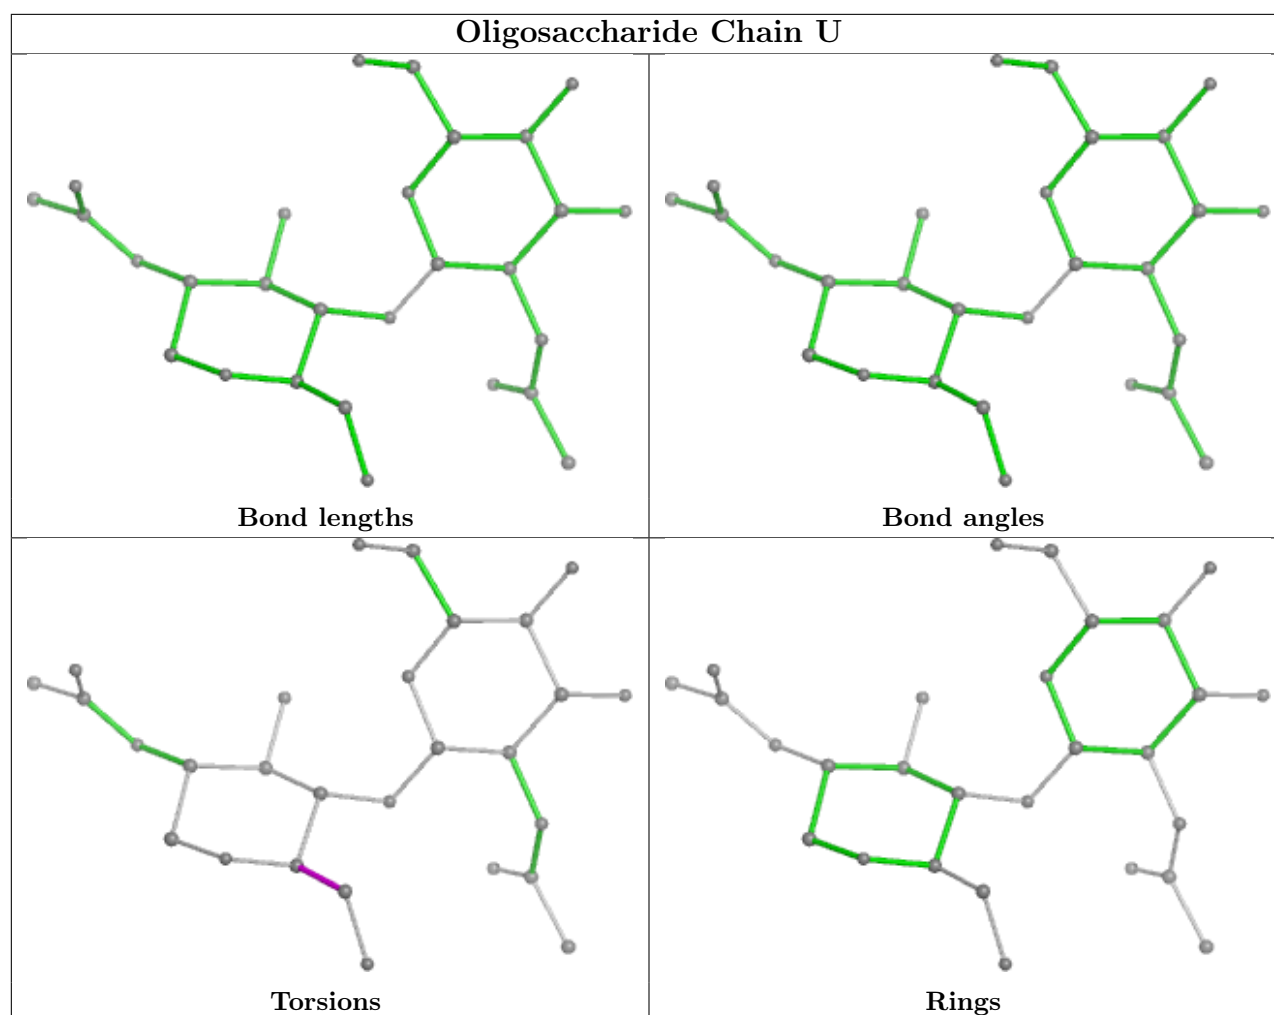 Oligosaccharide Chain U
Bond lengths
Bond angles
Torsions
Rings